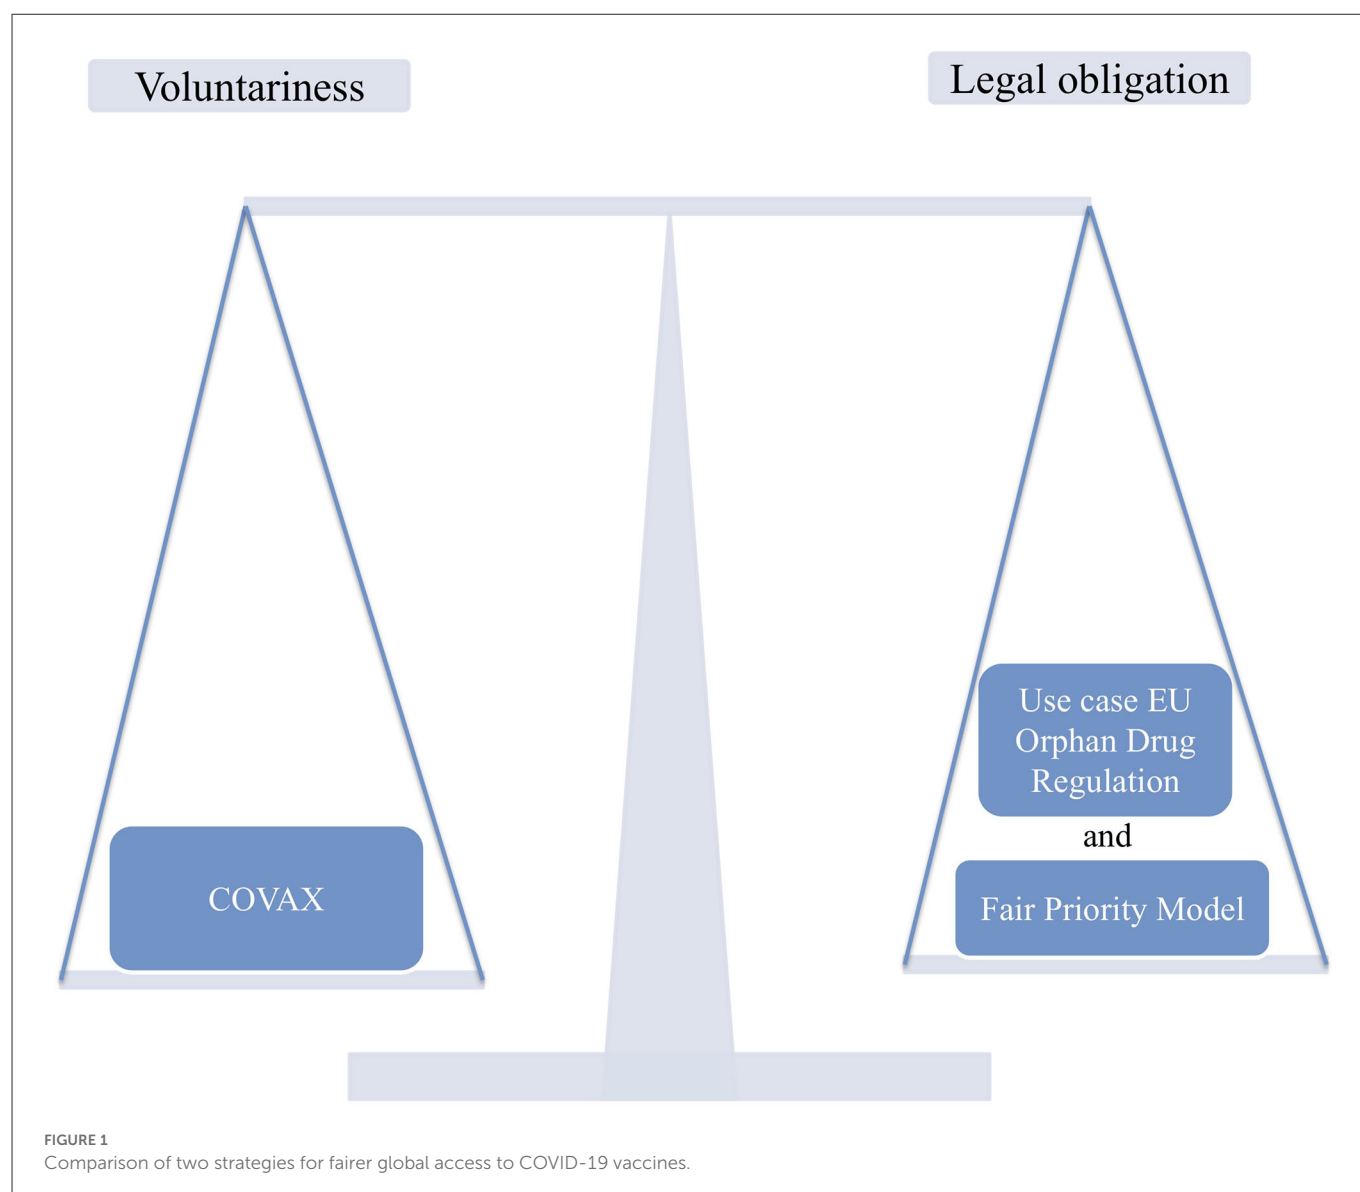 Voluntariness
Legal obligation
Use case EU
Orphan Drug
Regulation
and
COVAX
Fair Priority Model
FIGURE 1
Comparison of two strategies for fairer global access to COVID-19 vaccines.